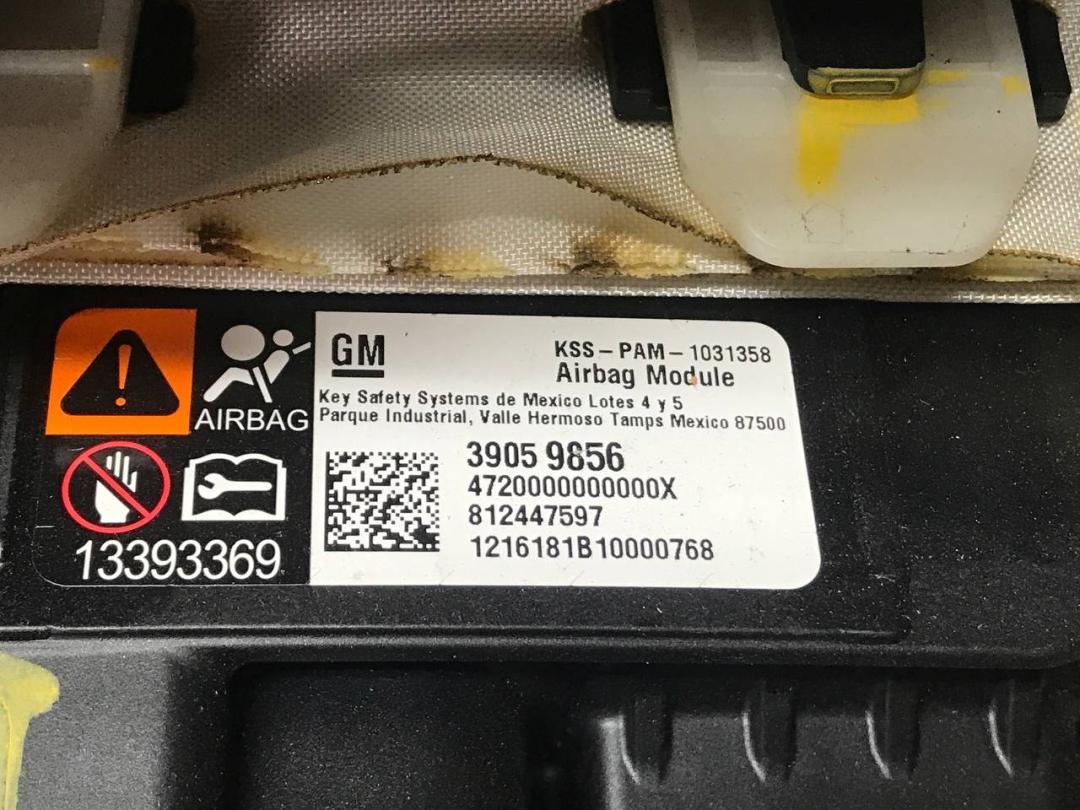 GM
KSS-PAM-1031358
Airbag Module
Key Safety Systems de Mexico Lotes 4 y 5
Parque Industrial, Valle Hermoso Tamps Mexico 87500
AIRBAG
3905 9856
4720000000000X
812447597
1216181B10000768
13393369